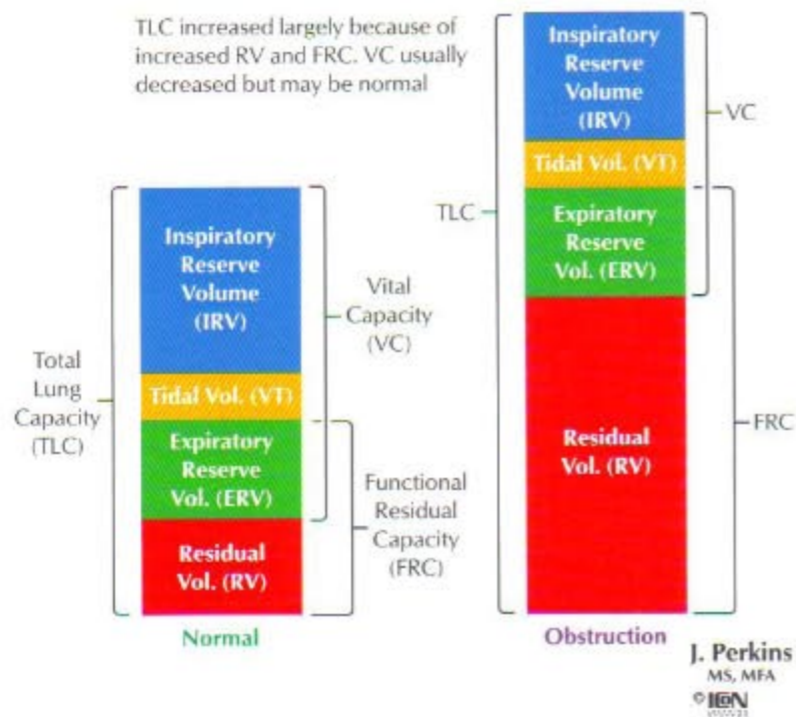 TLC increased largely because of
increased RV and FRC. VC usually
decreased but may be normal
Total
Lung
Capacity
(TLC)
Inspiratory
Reserve
Volume
(IRV)
Tidal Vol. (VT)
Expiratory
Reserve
Vol. (ERV)
Residual
Vol. (RV)
Vital
Capacity
(VC)
Functional
Residual
Capacity
(FRC)
Normal
TLC
Inspiratory
Reserve
Volume
(IRV)
Tidal Vol. (VT)
Expiratory
Reserve
Vol. (ERV)
Residual
Vol. (RV)
VC
FRC
Obstruction
J. Perkins
MS, MFA
© ICON